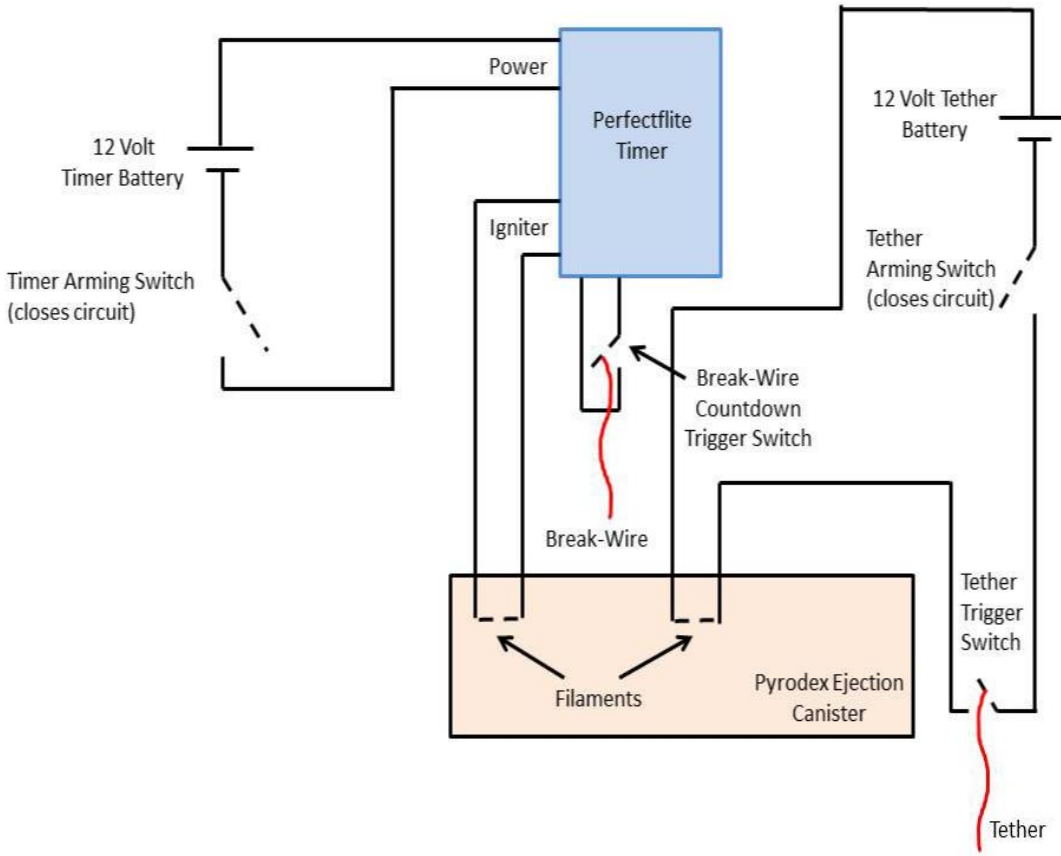 Power
Perfectflite
Timer
12 Volt Tether
Battery
12 Volt
Timer Battery
Igniter
Tether
Arming Switch
(closes circuit)
Timer Arming Switch
(closes circuit)
Break-Wire
Countdown
Trigger Switch
Break-Wire
Tether
Trigger
Switch
Filaments
Pyrodex Ejection
Canister
Tether